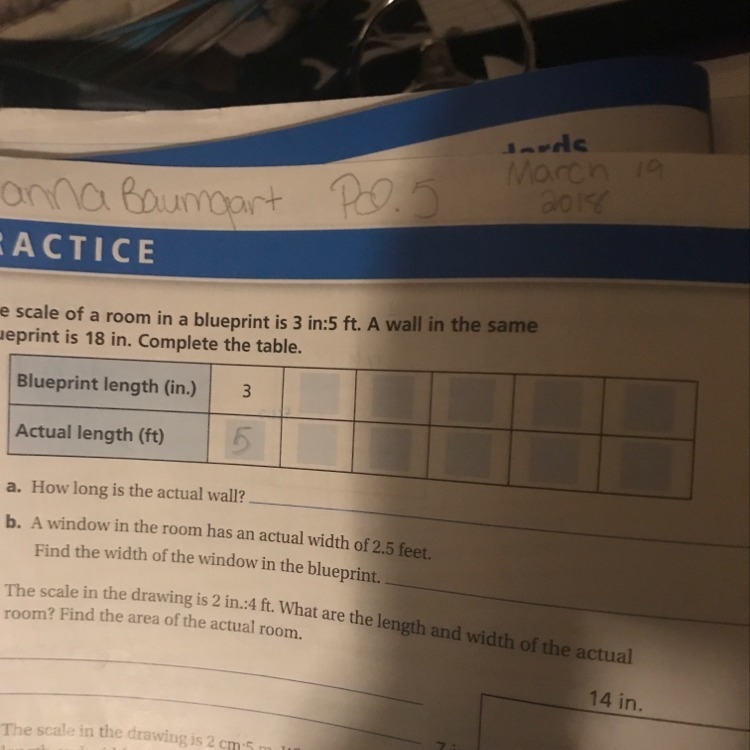 dards
anna Baumgart Po.5 March 19
2018
RACTICE
e scale of a room in a blueprint is 3 in:5 ft. A wall in the same
ueprint is 18 in. Complete the table.
Blueprint length (in.) 3
Actual length (ft) 5
a. How long is the actual wall?
b. A window in the room has an actual width of 2.5 feet.
Find the width of the window in the blueprint.
The scale in the drawing is 2 in.:4 ft. What are the length and width of the actual
room? Find the area of the actual room.
14 in.
The scale in the drawing is 2 cm:5